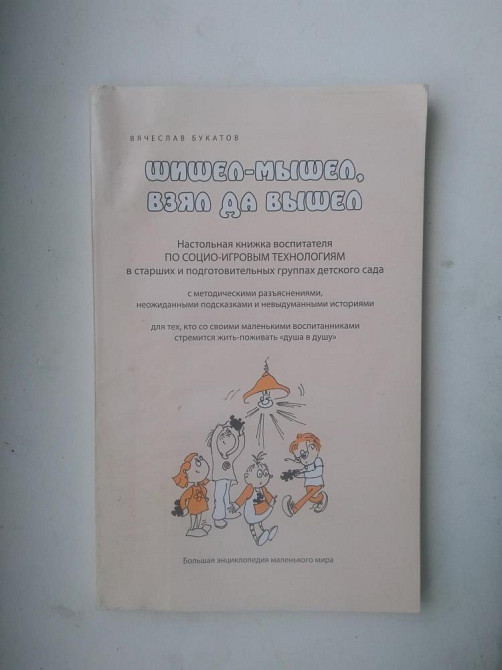 ВЯЧЕСЛАВ БУКАТОВ
ШИШЕЛ-МЫШЕЛ,
ВЗЯЛ ДА ВЫШЕЛ
Настольная книжка воспитателя
ПО СОЦИО-ИГРОВЫМ ТЕХНОЛОГИЯМ
в старших и подготовительных группах детского сада
с методическими разъяснениями,
неожиданными подсказками и невыдуманными историями
для тех, кто со своими маленькими воспитанниками
стремится жить-поживать «душа в душу»
Большая энциклопедия маленького мира